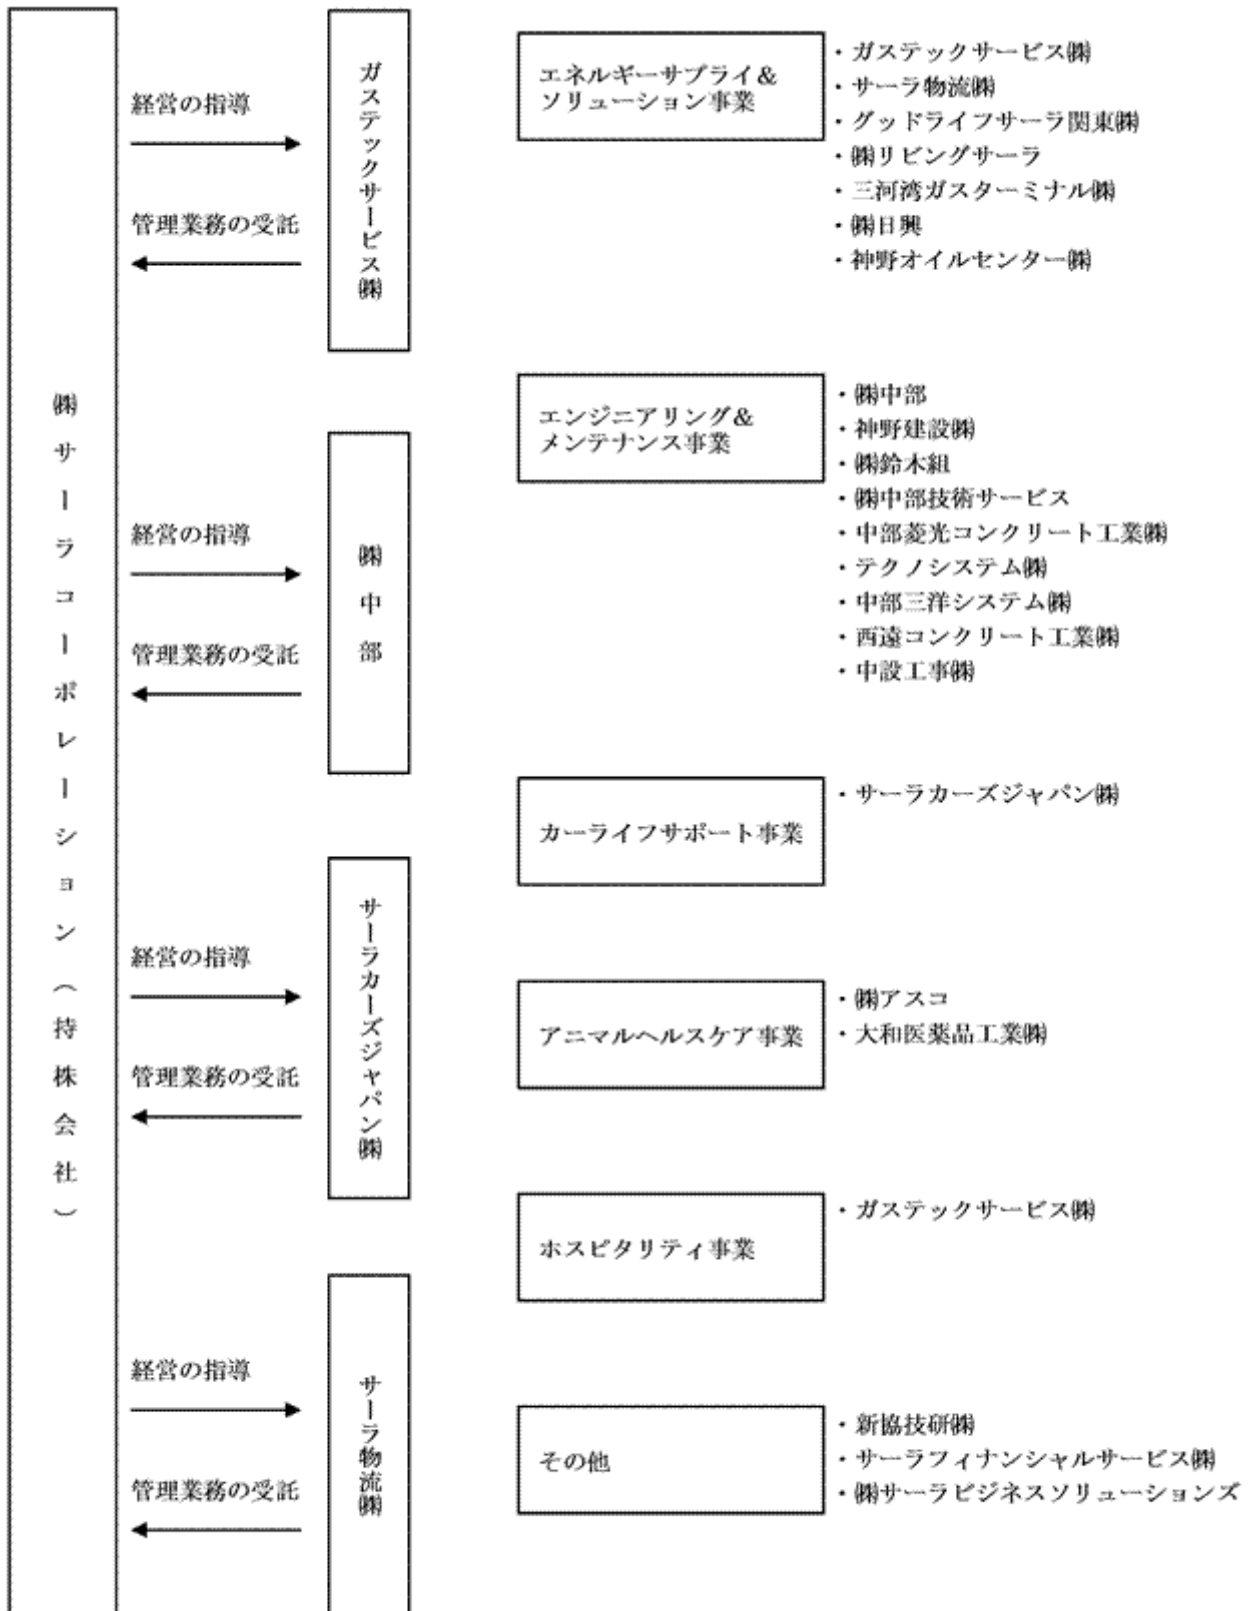 ㈱サーラコーポレーション（持株会社）
経営の指導
管理業務の受託
ガステックサービス㈱
経営の指導
管理業務の受託
㈱中部
経営の指導
管理業務の受託
サーラカーズジャパン㈱
経営の指導
管理業務の受託
サーラ物流㈱
エネルギーサプライ＆
ソリューション事業
・ガステックサービス㈱
・サーラ物流㈱
・グッドライフサーラ関東㈱
・㈱リビングサーラ
・三河湾ガスターミナル㈱
・㈱日興
・神野オイルセンター㈱
エンジニアリング＆
メンテナンス事業
・㈱中部
・神野建設㈱
・㈱鈴木組
・㈱中部技術サービス
・中部菱光コンクリート工業㈱
・テクノシステム㈱
・中部三洋システム㈱
・西遠コンクリート工業㈱
・中設工事㈱
カーライフサポート事業
・サーラカーズジャパン㈱
アニマルヘルスケア事業
・㈱アスコ
・大和医薬品工業㈱
ホスピタリティ事業
・ガステックサービス㈱
その他
・新協技研㈱
・サーラフィナンシャルサービス㈱
・㈱サーラビジネスソリューションズ